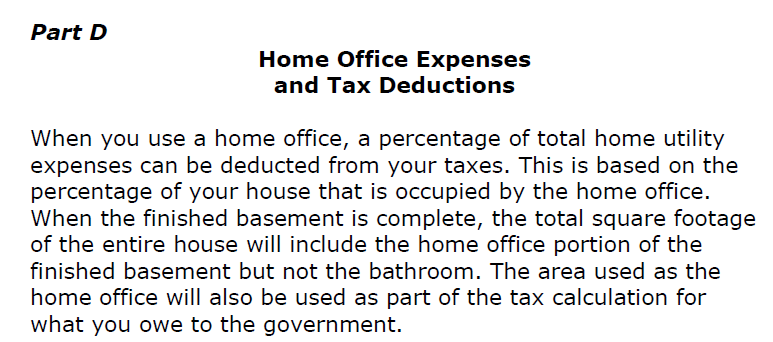 Part D
Home Office Expenses
and Tax Deductions
When you use a home office, a percentage of total home utility
expenses can be deducted from your taxes. This is based on the
percentage of your house that is occupied by the home office.
When the finished basement is complete, the total square footage
of the entire house will include the home office portion of the
finished basement but not the bathroom. The area used as the
home office will also be used as part of the tax calculation for
what you owe to the government.